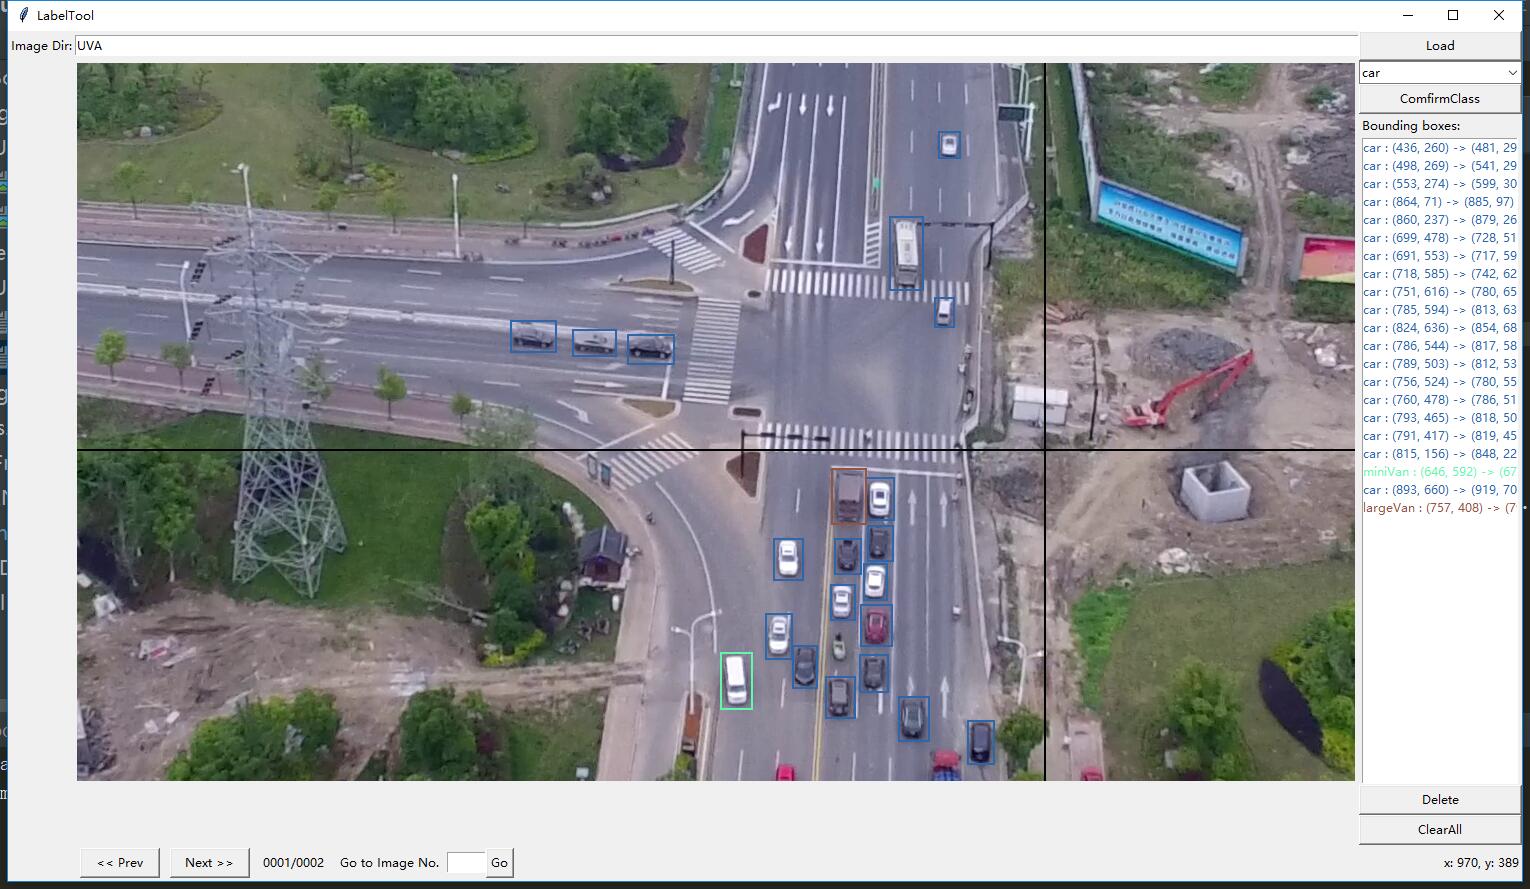 LabelTool
Image Dir: UVA
Load
car
ComfirmClass
Bounding boxes:
car : (436, 260) -> (481, 29
car : (498, 269) -> (541, 29
car : (553, 274) -> (599, 30
car : (864, 71) -> (885, 97)
car : (860, 237) -> (879, 26
car : (699, 478) -> (728, 51
car : (691, 553) -> (717, 59
car : (718, 585) -> (742, 62
car : (751, 616) -> (780, 65
car : (785, 594) -> (813, 63
car : (824, 636) -> (854, 68
car : (786, 544) -> (817, 58
car : (789, 503) -> (812, 53
car : (756, 524) -> (780, 55
car : (760, 478) -> (786, 51
car : (793, 465) -> (818, 50
car : (791, 417) -> (819, 45
car : (815, 156) -> (848, 22
miniVan : (646, 592) -> (67
car : (893, 660) -> (919, 70
largeVan : (757, 408) -> (7
Delete
ClearAll
<< Prev
Next >>
0001/0002
Go to Image No.
Go
x: 970, y: 389